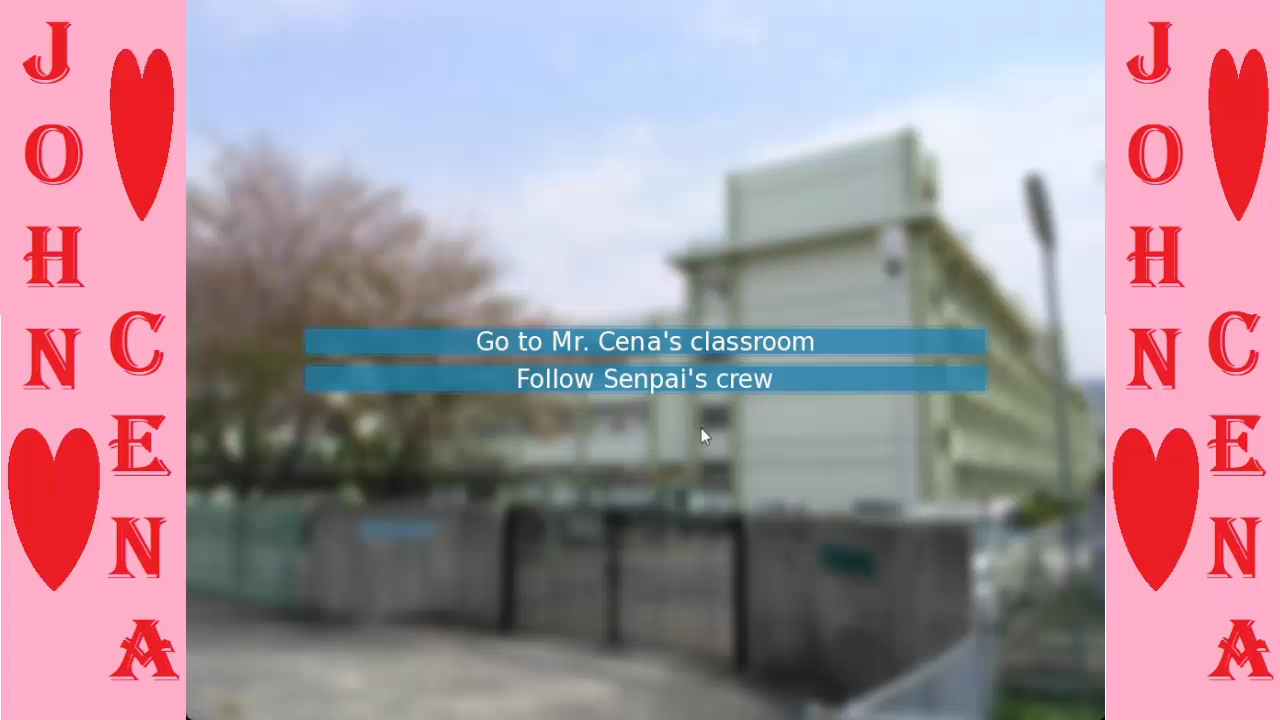 JOHN
CENA
Go to Mr. Cena's classroom
Follow Senpai's crew
JOHN
CENA